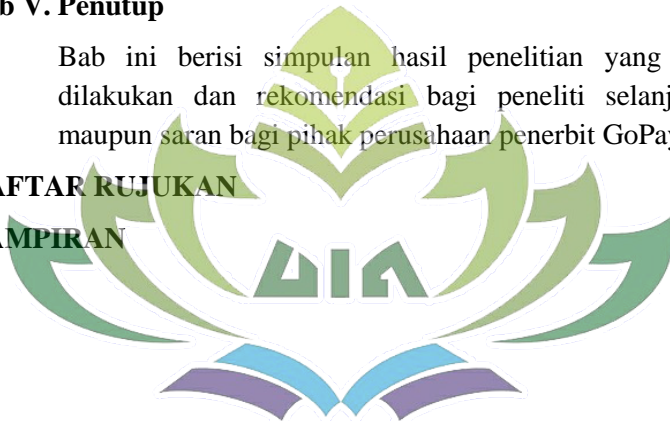 b V. Penutup
Bab ini berisi simpulan hasil penelitian yang
dilakukan dan rekomendasi bagi peneliti selanj
maupun saran bagi pihak perusahaan penerbit GoPay
AFTAR RUJUKAN
AMPIRAN
UIN